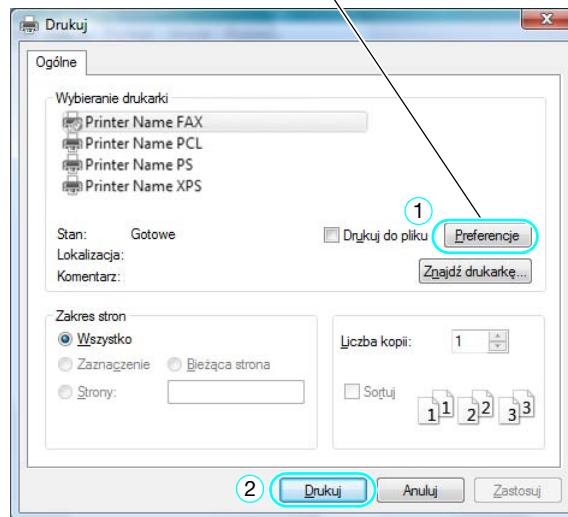 Drukuj
Ogólne
Wybieranie drukarki
Printer Name FAX
Printer Name PCL
Printer Name PS
Printer Name XPS
1
Stan: Gotowe
Drukuj do pliku
Preferencje
Lokalizacja:
Komentarz:
Znajdź drukarkę...
Zakres stron
Wszystko
Zaznaczenie
Bieżąca strona
Strony:
Liczba kopii: 1
Sortuj
1 1 2 2 3 3
2
Drukuj
Anuluj
Zastosuj